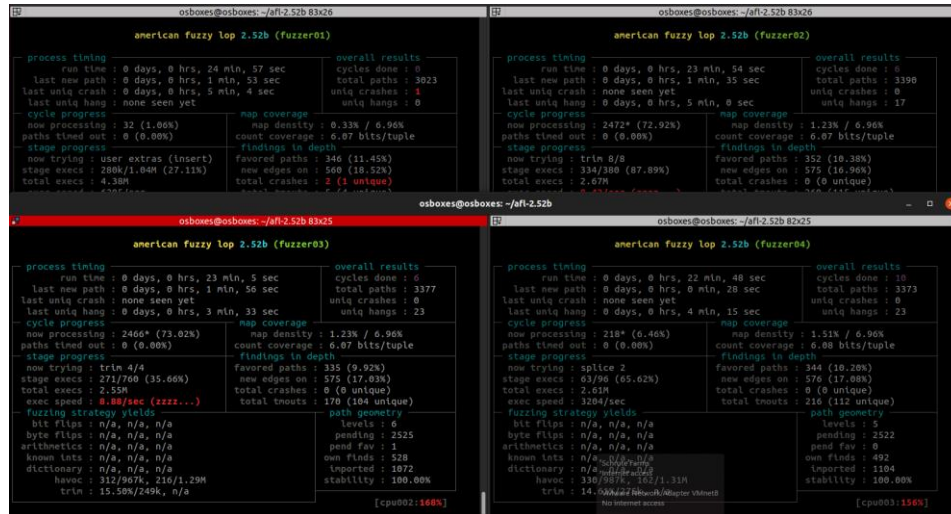 osboxes@osboxes: ~/afl-2.52b 83x26
american fuzzy lop 2.52b (fuzzer01)
process timing overall results
run time : 0 days, 0 hrs, 24 min, 57 sec cycles done : 0
last new path : 0 days, 0 hrs, 1 min, 53 sec total paths : 3023
last uniq crash : 0 days, 0 hrs, 5 min, 4 sec uniq crashes : 1
last uniq hang : none seen yet uniq hangs : 0
cycle progress map coverage
now processing : 32 (1.06%) map density : 0.33% / 6.96%
paths timed out : 0 (0.00%) count coverage : 6.07 bits/tuple
stage progress findings in depth
now trying : user extras (insert) favored paths : 346 (11.45%)
stage execs : 280k/1.04M (27.11%) new edges on : 560 (18.52%)
total execs : 4.38M total crashes : 2 (1 unique)
osboxes@osboxes: ~/afl-2.52b 83x26
american fuzzy lop 2.52b (fuzzer02)
process timing overall results
run time : 0 days, 0 hrs, 23 min, 54 sec cycles done : 6
last new path : 0 days, 0 hrs, 1 min, 35 sec total paths : 3390
last uniq crash : none seen yet uniq crashes : 0
last uniq hang : 0 days, 0 hrs, 5 min, 0 sec uniq hangs : 17
cycle progress map coverage
now processing : 2472* (72.92%) map density : 1.23% / 6.96%
paths timed out : 0 (0.00%) count coverage : 6.07 bits/tuple
stage progress findings in depth
now trying : trim 8/8 favored paths : 352 (10.38%)
stage execs : 334/380 (87.89%) new edges on : 575 (16.96%)
total execs : 2.67M total crashes : 0 (0 unique)
osboxes@osboxes: ~/afl-2.52b
osboxes@osboxes: ~/afl-2.52b 83x25
american fuzzy lop 2.52b (fuzzer03)
process timing overall results
run time : 0 days, 0 hrs, 23 min, 5 sec cycles done : 6
last new path : 0 days, 0 hrs, 1 min, 56 sec total paths : 3377
last uniq crash : none seen yet uniq crashes : 0
last uniq hang : 0 days, 0 hrs, 3 min, 33 sec uniq hangs : 23
cycle progress map coverage
now processing : 2466* (73.02%) map density : 1.23% / 6.96%
paths timed out : 0 (0.00%) count coverage : 6.07 bits/tuple
stage progress findings in depth
now trying : trim 4/4 favored paths : 335 (9.92%)
stage execs : 271/760 (35.66%) new edges on : 575 (17.03%)
total execs : 2.55M total crashes : 0 (0 unique)
exec speed : 8.88/sec (zzzz...) total tmouts : 170 (104 unique)
fuzzing strategy yields path geometry
bit flips : n/a, n/a, n/a levels : 6
byte flips : n/a, n/a, n/a pending : 2525
arithmetics : n/a, n/a, n/a pend fav : 1
known ints : n/a, n/a, n/a own finds : 528
dictionary : n/a, n/a, n/a imported : 1072
havoc : 312/967k, 216/1.29M stability : 100.00%
trim : 15.50%/249k, n/a
[cpu002:168%]
osboxes@osboxes: ~/afl-2.52b 82x25
american fuzzy lop 2.52b (fuzzer04)
process timing overall results
run time : 0 days, 0 hrs, 22 min, 48 sec cycles done : 10
last new path : 0 days, 0 hrs, 0 min, 28 sec total paths : 3373
last uniq crash : none seen yet uniq crashes : 0
last uniq hang : 0 days, 0 hrs, 4 min, 15 sec uniq hangs : 23
cycle progress map coverage
now processing : 218* (6.46%) map density : 1.51% / 6.96%
paths timed out : 0 (0.00%) count coverage : 6.08 bits/tuple
stage progress findings in depth
now trying : splice 2 favored paths : 344 (10.20%)
stage execs : 63/96 (65.62%) new edges on : 576 (17.08%)
total execs : 2.61M total crashes : 0 (0 unique)
exec speed : 3204/sec total tmouts : 216 (112 unique)
fuzzing strategy yields path geometry
bit flips : n/a, n/a, n/a levels : 5
byte flips : n/a, n/a, n/a pending : 2522
arithmetics : n/a, n/a, n/a pend fav : 0
known ints : n/a, n/a, n/a own finds : 492
dictionary : n/a, n/a, n/a imported : 1104
havoc : 330/987k, 162/1.31M stability : 100.00%
trim :
Internet access
VMware Network Adapter VMnet8
No internet access
[cpu003:156%]